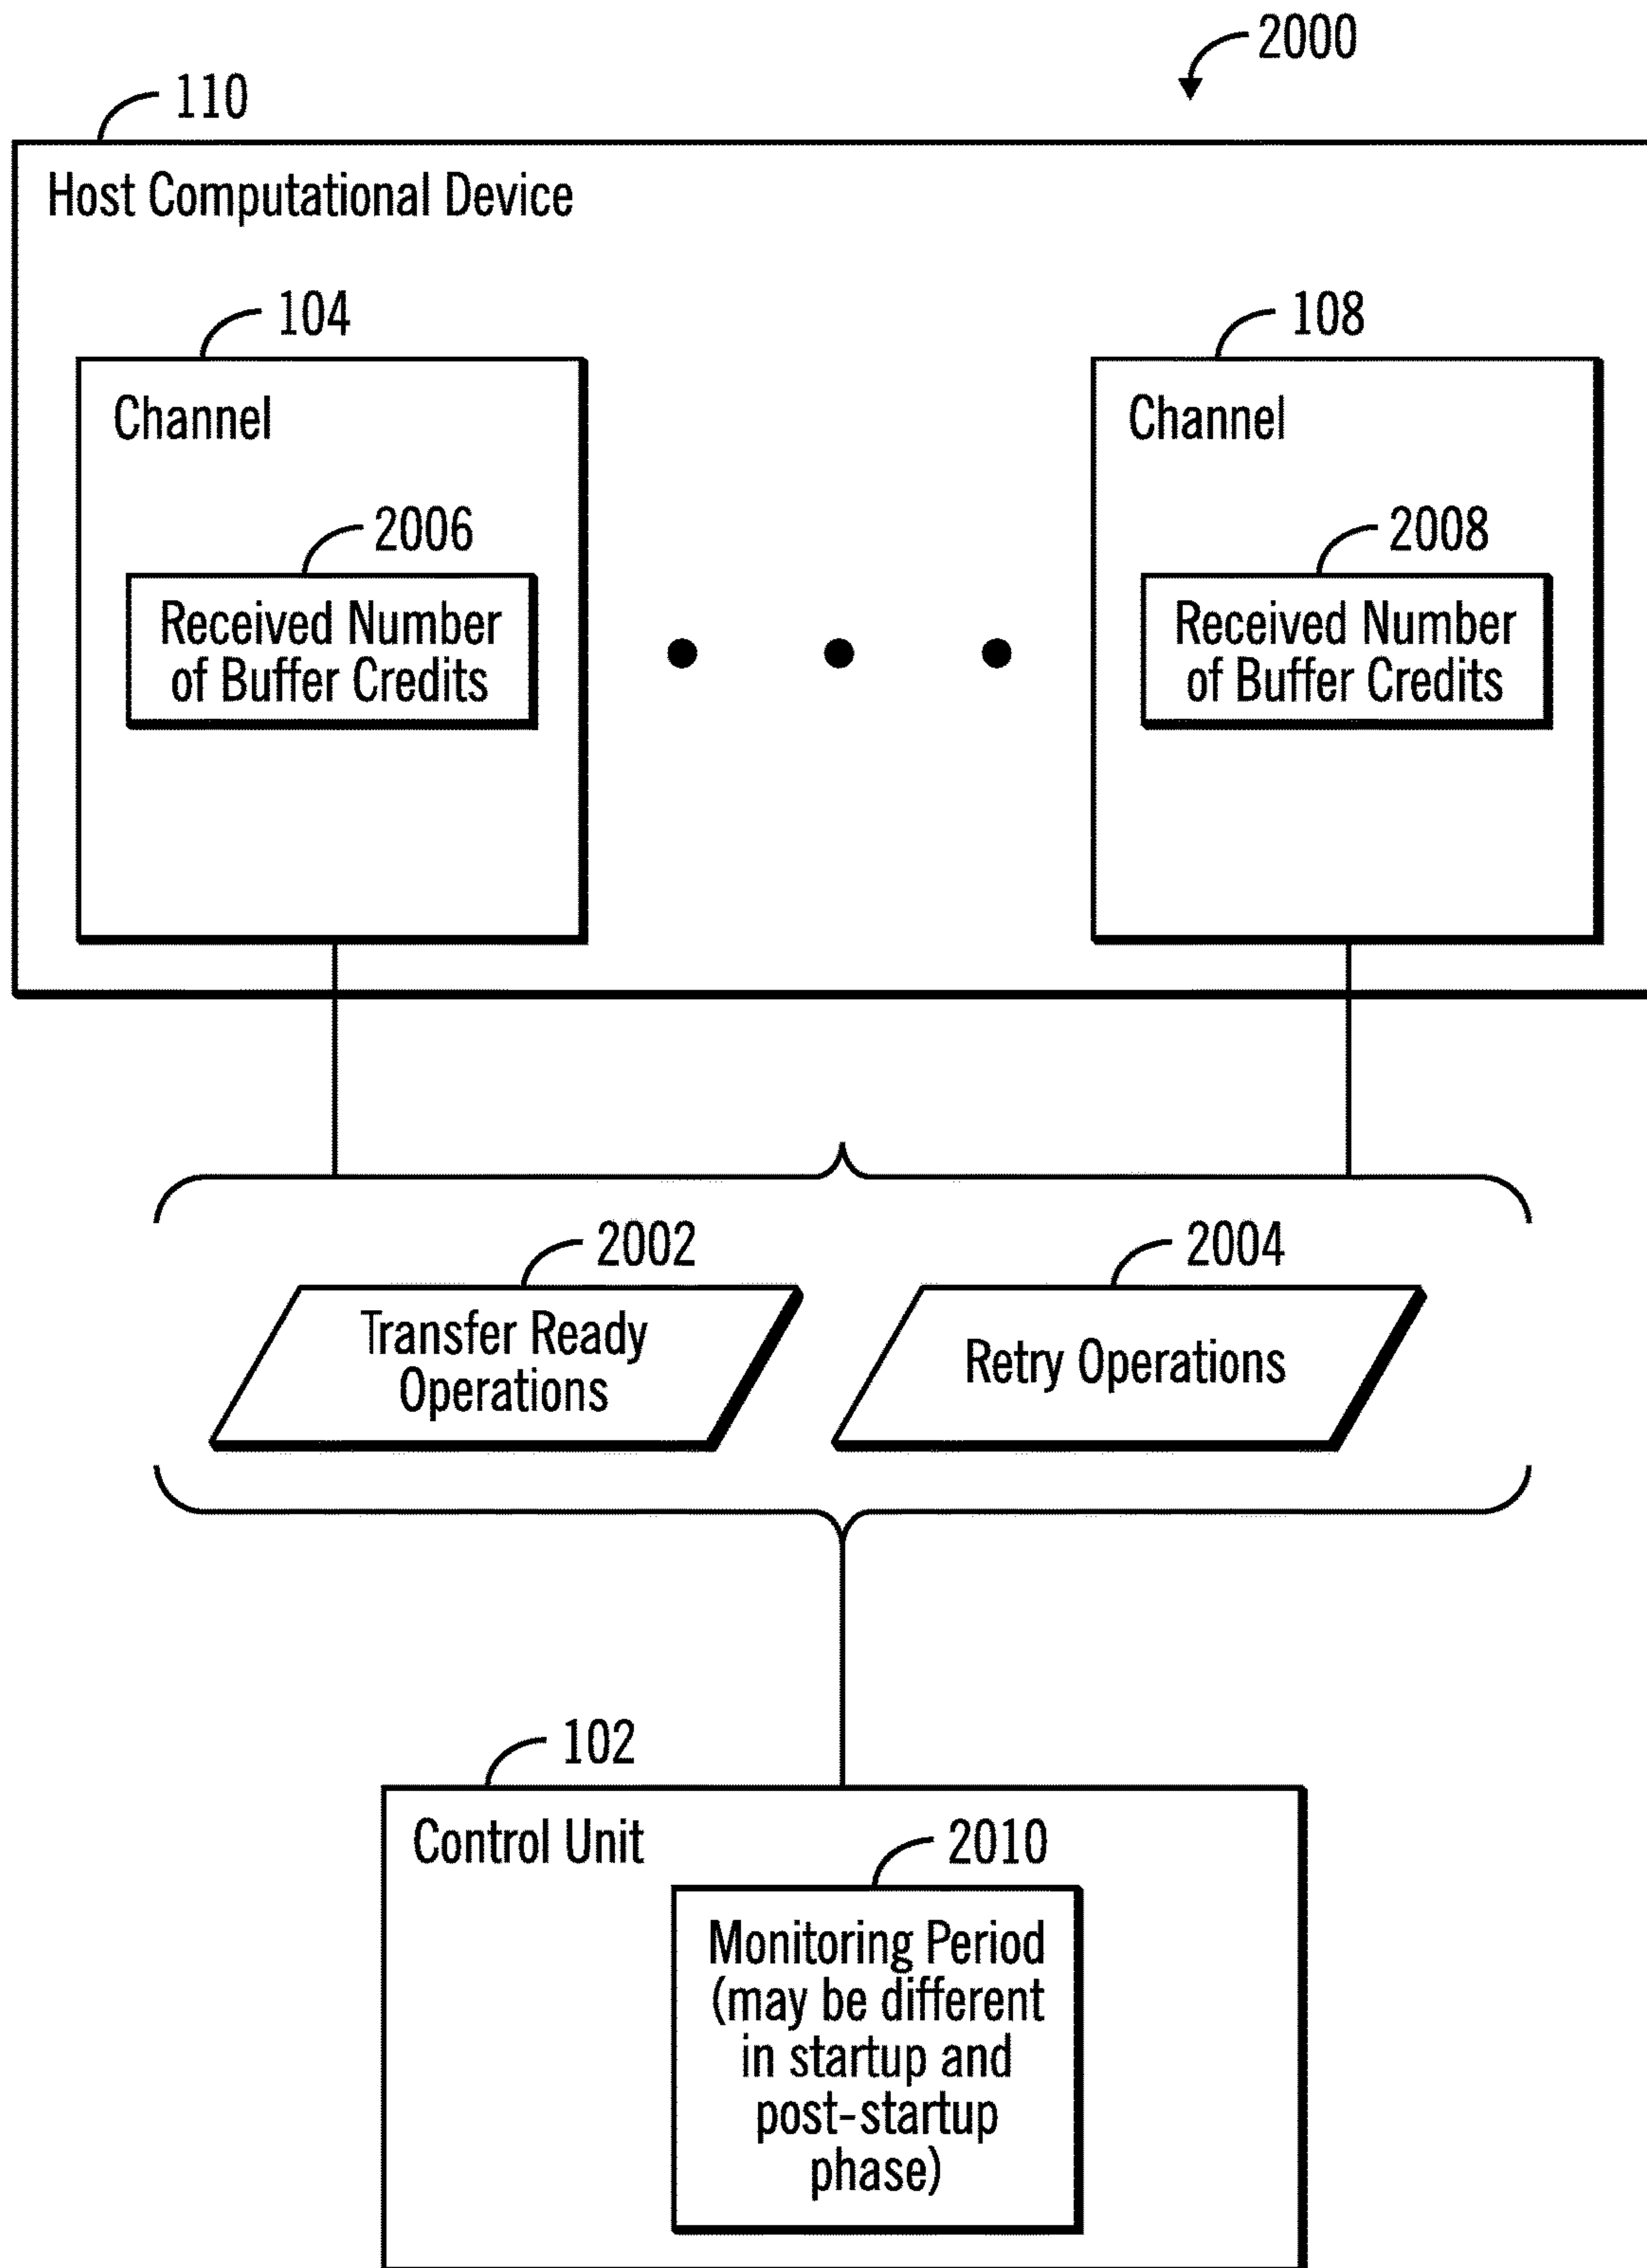 2000
110
Host Computational Device
104
108
Channel
Channel
2006
2008
Received Number
of Buffer Credits
Received Number
of Buffer Credits
2002
2004
Transfer Ready
Operations
Retry Operations
102
Control Unit
2010
Monitoring Period
(may be different
in startup and
post-startup
phase)